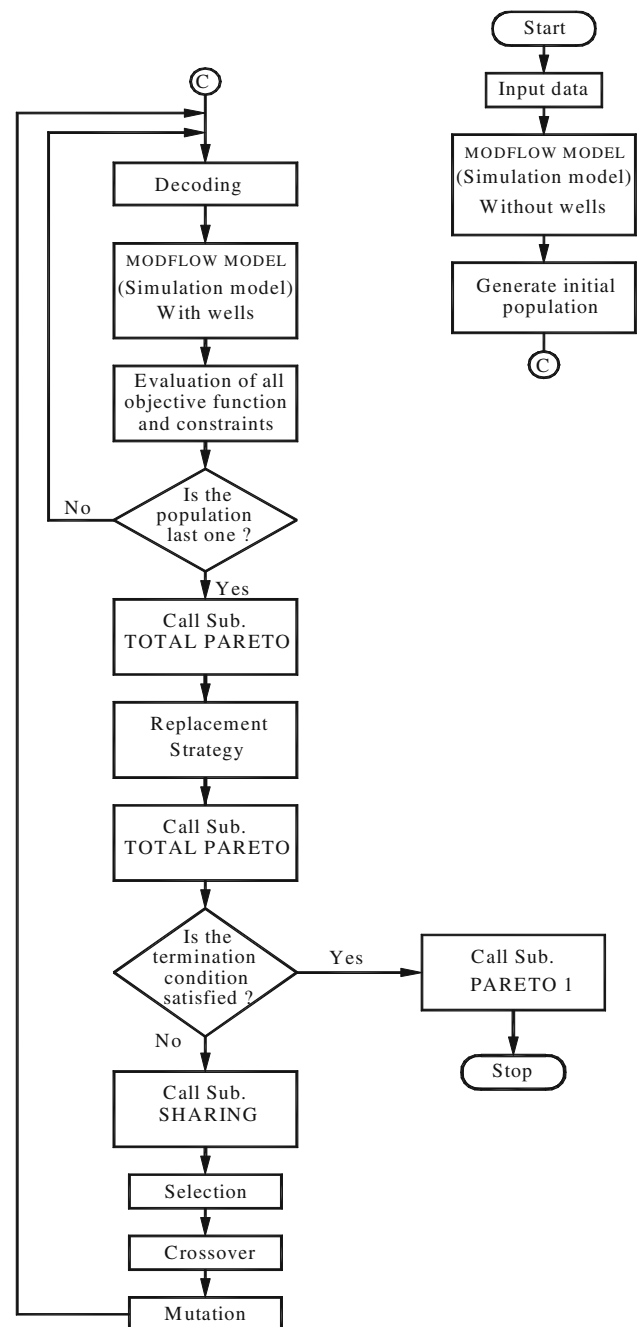 Start
Input data
MODFLOW MODEL
(Simulation model)
Without wells
Generate initial
population
C
C
Decoding
MODFLOW MODEL
(Simulation model)
With wells
Evaluation of all
objective function
and constraints
Is the
population
last one ?
No
Yes
Call Sub.
TOTAL PARETO
Replacement
Strategy
Call Sub.
TOTAL PARETO
Is the
termination
condition
satisfied ?
Yes
Call Sub.
PARETO 1
Stop
No
Call Sub.
SHARING
Selection
Crossover
Mutation